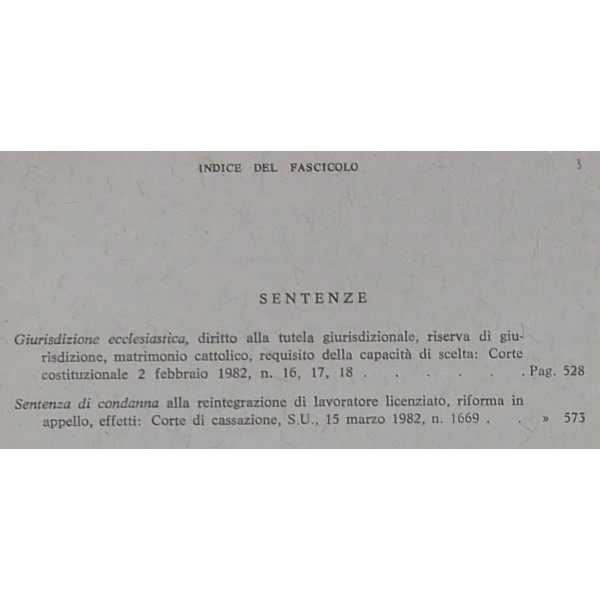 INDICE DEL FASCICOLO 3
SENTENZE
Giurisdizione ecclesiastica, diritto alla tutela giurisdizionale, riserva di giu-
risdizione, matrimonio cattolico, requisito della capacità di scelta: Corte
costituzionale 2 febbraio 1982, n. 16, 17, 18 . . . . . . Pag. 528
Sentenza di condanna alla reintegrazione di lavoratore licenziato, riforma in
appello, effetti: Corte di cassazione, S.U., 15 marzo 1982, n. 1669 . . » 573